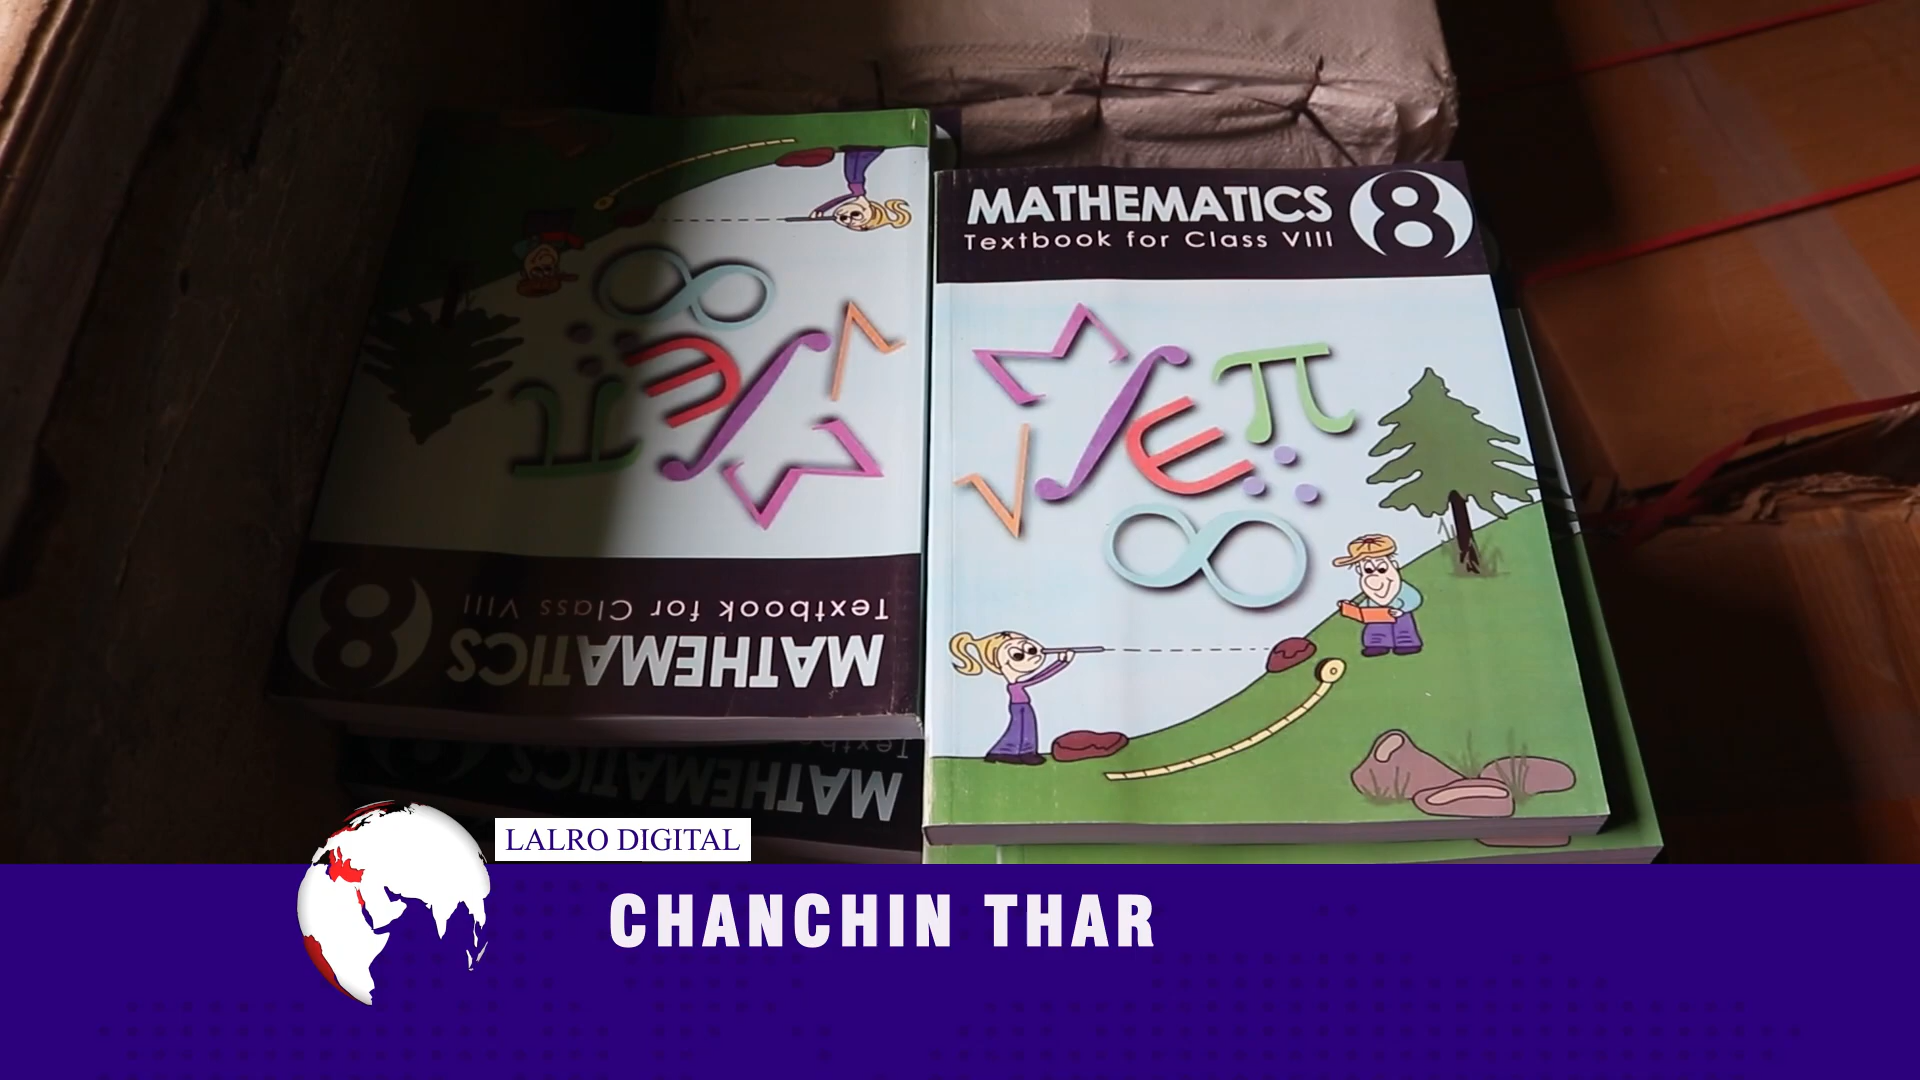 MATHEMATICS 8
Textbook for Class VIII
MATHEMATICS 8
Textbook for Class VIII
MATHEMATICS
LALRO DIGITAL
CHANCHIN THAR